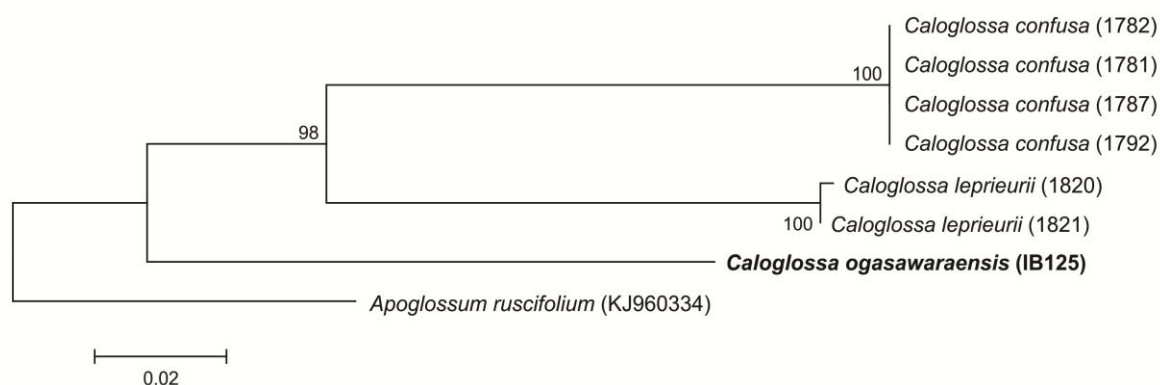 Caloglossa confusa (1782)
100
Caloglossa confusa (1781)
Caloglossa confusa (1787)
98
Caloglossa confusa (1792)
Caloglossa leprieurii (1820)
100
Caloglossa leprieurii (1821)
Caloglossa ogasawaraensis (IB125)
Apoglossum ruscifolium (KJ960334)
0.02